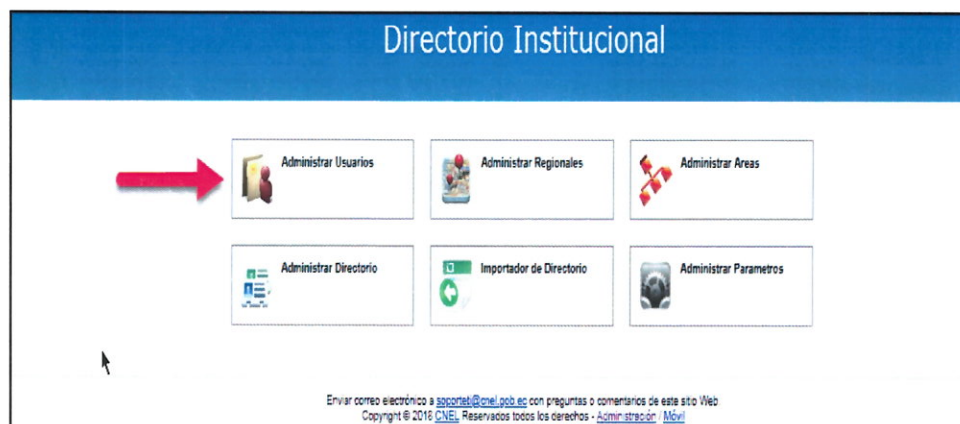 Directorio Institucional
Administrar Usuarios
Administrar Regionales
Administrar Areas
Administrar Directorio
Importador de Directorio
Administrar Parametros
Enviar correo electrónico a soporteti@cnel.gob.ec con preguntas o comentarios de este sitio Web.
Copyright © 2018 CNEL Reservados todos los derechos - Administración / Móvil